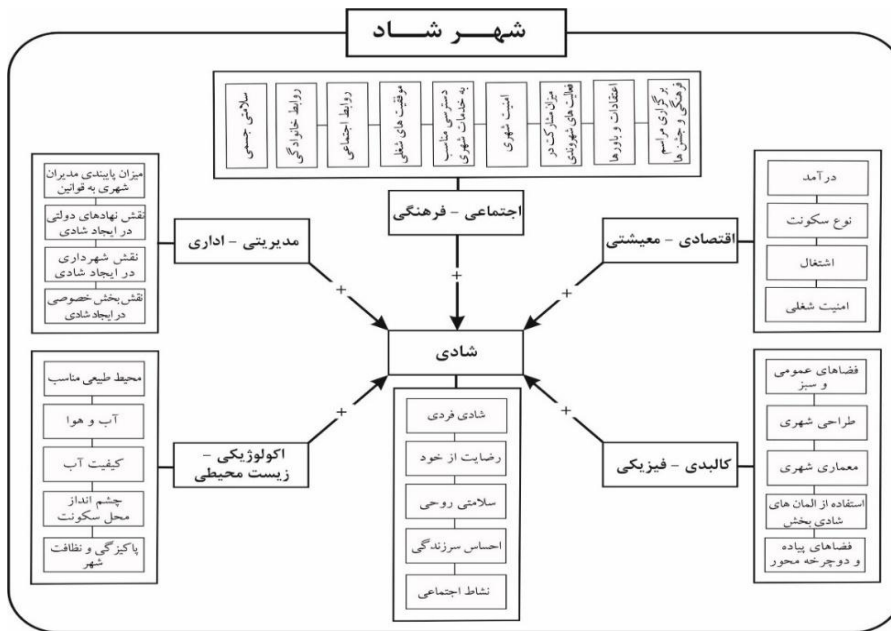 شهر شاد
برگزاری مراسم
فرهنگی و جشن ها
اعتقادات و باورها
میزان مشارکت در
فعالیت های شهروندی
امنیت شهری
دسترسی مناسب
به خدمات شهری
موفقیت های شغلی
روابط اجتماعی
روابط خانوادگی
سلامتی جسمی
اجتماعی - فرهنگی
+
اقتصادی - معیشتی
درآمد
نوع سکونت
اشتغال
امنیت شغلی
+
مدیریتی - اداری
میزان پایبندی مدیران
شهری به قوانین
نقش نهادهای دولتی
در ایجاد شادی
نقش شهرداری
در ایجاد شادی
نقش بخش خصوصی
در ایجاد شادی
+
شادی
شادی فردی
رضایت از خود
سلامتی روحی
احساس سرزندگی
نشاط اجتماعی
کالبدی - فیزیکی
فضاهای عمومی
و سبز
طراحی شهری
معماری شهری
استفاده از المان های
شادی بخش
فضاهای پیاده
و دوچرخه محور
+
اکولوژیکی -
زیست محیطی
محیط طبیعی مناسب
آب و هوا
کیفیت آب
چشم انداز
محل سکونت
پاکیزگی و نظافت
شهر
+